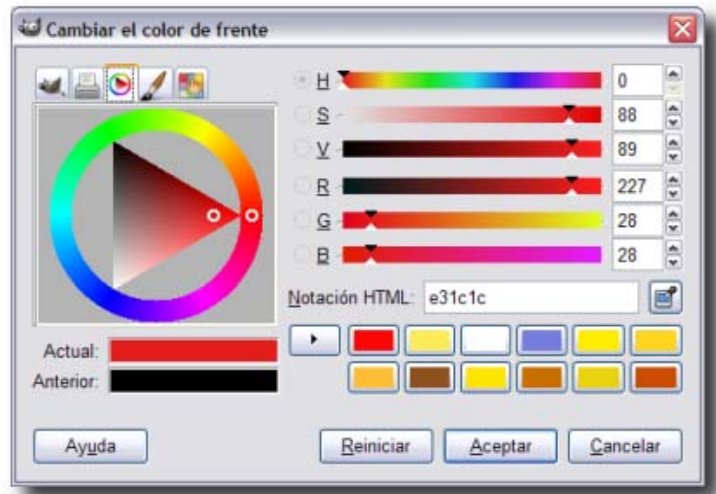 Cambiar el color de frente
H 0
S 88
V 89
R 227
G 28
B 28
Notación HTML: e31c1c
Actual:
Anterior:
Ayuda Reiniciar Aceptar Cancelar